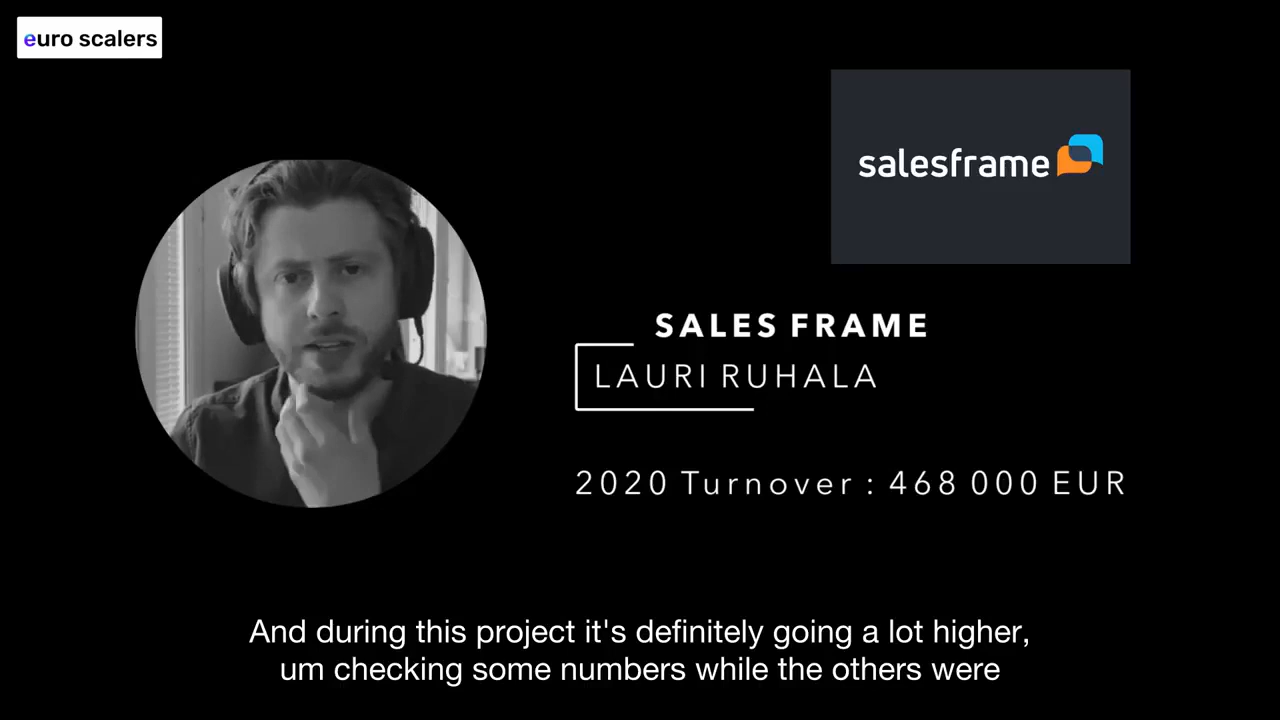 euro scalers
salesframe
SALES FRAME
LAURI RUHALA
2020 Turnover : 468 000 EUR
And during this project it's definitely going a lot higher,
um checking some numbers while the others were